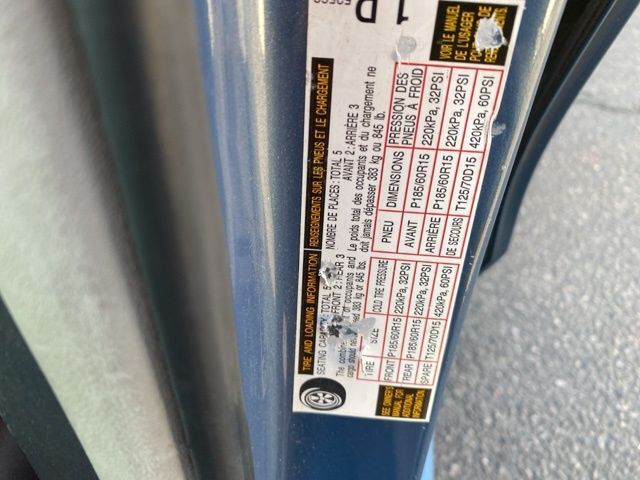 TIRE AND LOADING INFORMATION
SEATING CAPACITY TOTAL 5
FRONT 2 : REAR 3
The combined of occupants and
cargo should ed 383 kg or 845 lbs.
TIRE SIZE COLD TIRE PRESSURE
FRONT P185/60R15 220kPa, 32PSI
REAR P185/60R15 220kPa, 32PSI
SPARE T125/70D15 420kPa, 60PSI
SEE OWNER'S
MANUAL FOR
ADDITIONAL
INFORMATION
RENSEIGNEMENTS SUR LES PNEUS ET LE CHARGEMENT
NOMBRE DE PLACES : TOTAL 5
AVANT 2 : ARRIÈRE 3
Le poids total des occupants et du chargement ne
doit jamais dépasser 383 kg ou 845 lb.
PNEU DIMENSIONS PRESSION DES
PNEUS À FROID
AVANT P185/60R15 220kPa, 32PSI
ARRIÈRE P185/60R15 220kPa, 32PSI
DE SECOURS T125/70D15 420kPa, 60PSI
VOIR LE MANUEL
DE L'USAGER
POUR DE